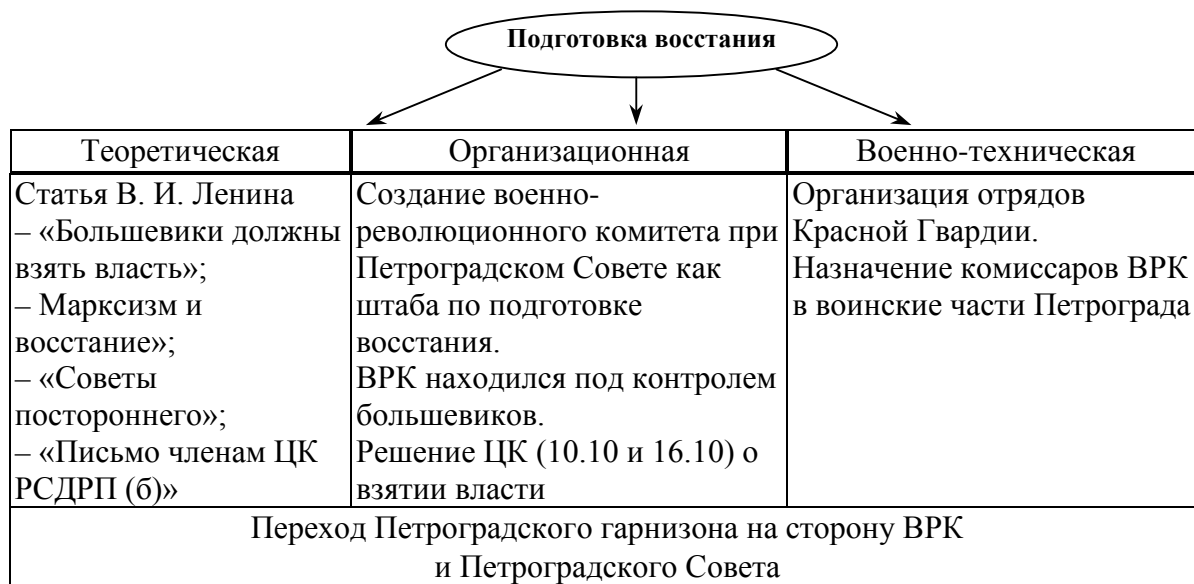 Подготовка восстания
Теоретическая
Организационная
Военно-техническая
Статья В. И. Ленина
– «Большевики должны
взять власть»;
– Марксизм и
восстание»;
– «Советы
постороннего»;
– «Письмо членам ЦК
РСДРП (б)»
Создание военно-
революционного комитета при
Петроградском Совете как
штаба по подготовке
восстания.
ВРК находился под контролем
большевиков.
Решение ЦК (10.10 и 16.10) о
взятии власти
Организация отрядов
Красной Гвардии.
Назначение комиссаров ВРК
в воинские части Петрограда
Переход Петроградского гарнизона на сторону ВРК
и Петроградского Совета